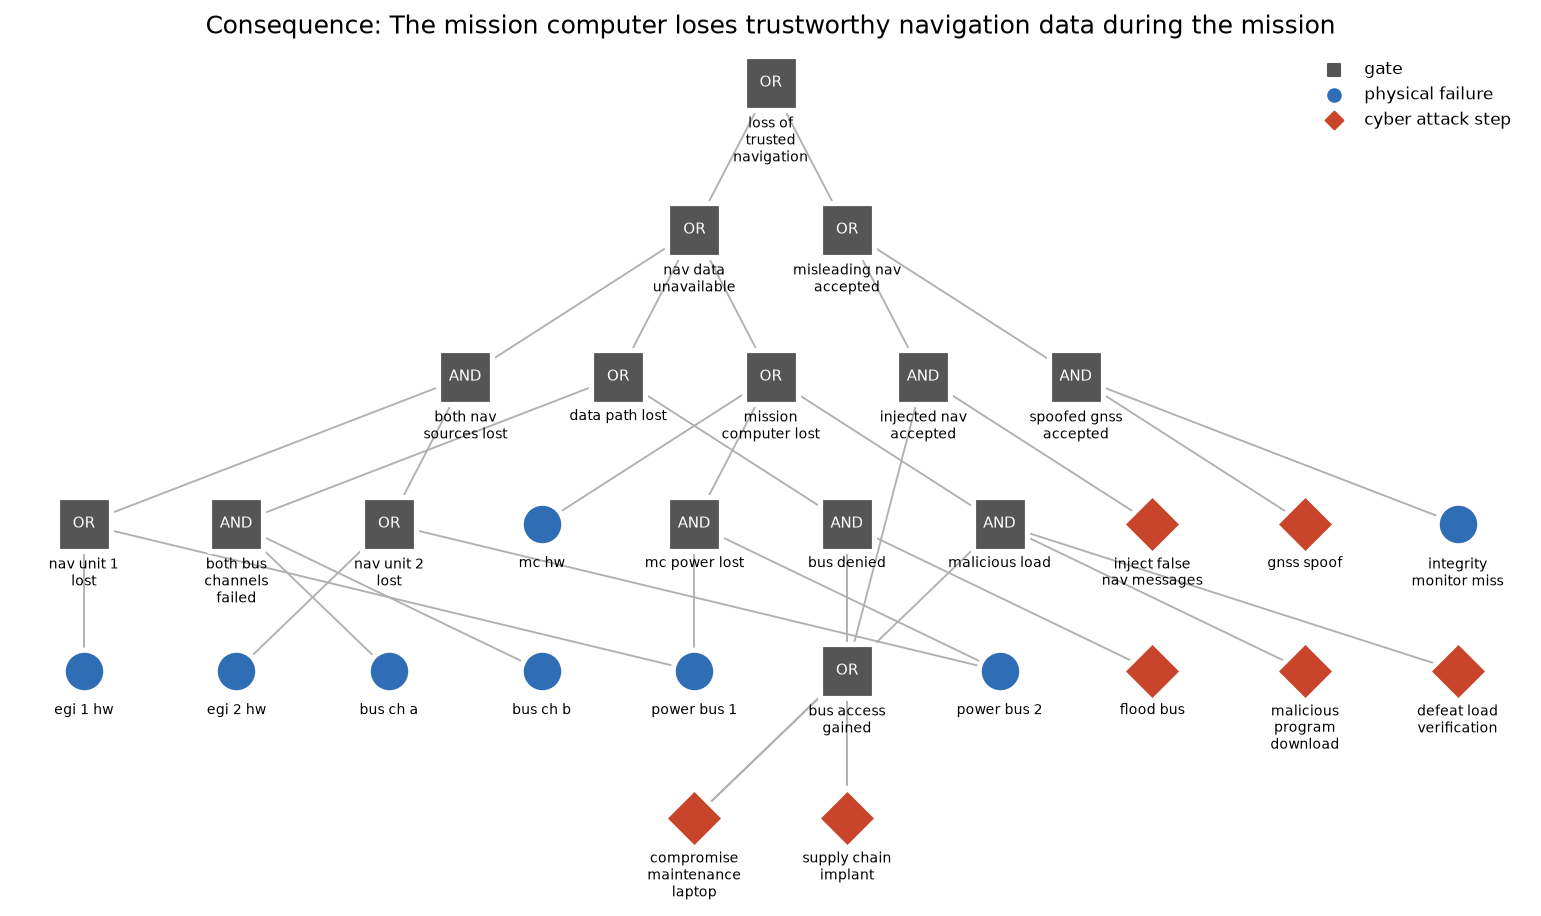 Consequence: The mission computer loses trustworthy navigation data during the mission
gate
physical failure
cyber attack step
OR
loss of
trusted
navigation
OR
nav data
unavailable
OR
misleading nav
accepted
AND
both nav
sources lost
OR
data path lost
OR
mission
computer lost
AND
injected nav
accepted
AND
spoofed gnss
accepted
OR
nav unit 1
lost
AND
both bus
channels
failed
OR
nav unit 2
lost
mc hw
AND
mc power lost
AND
bus denied
AND
malicious load
inject false
nav messages
gnss spoof
integrity
monitor miss
egi 1 hw
egi 2 hw
bus ch a
bus ch b
power bus 1
OR
bus access
gained
power bus 2
flood bus
malicious
program
download
defeat load
verification
compromise
maintenance
laptop
supply chain
implant